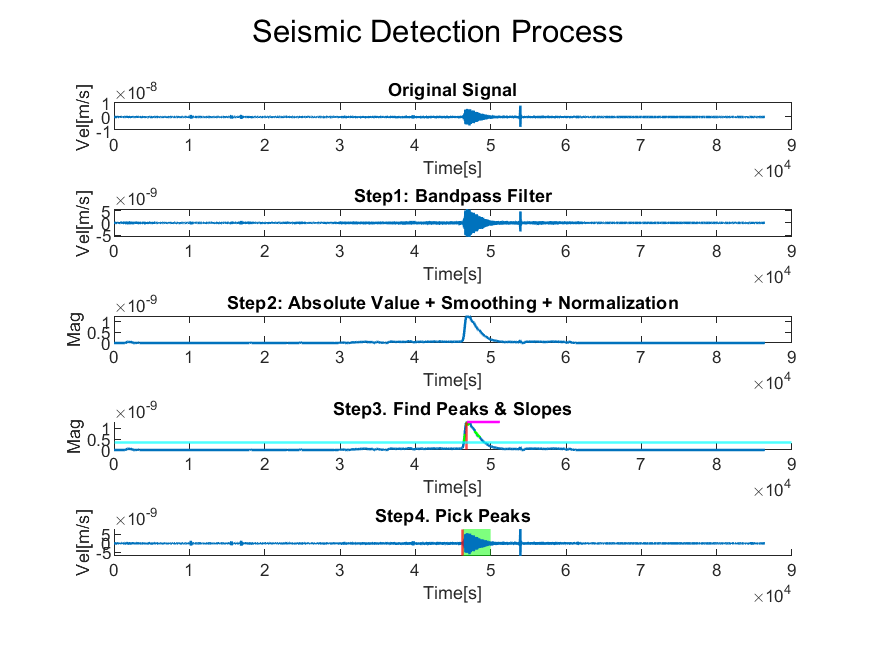 Seismic Detection Process
×10-8
Original Signal
Vel[m/s]
1
0
-1
0 1 2 3 4 5 6 7 8 9
Time[s]
×104
×10-9
Step1: Bandpass Filter
Vel[m/s]
5
0
-5
0 1 2 3 4 5 6 7 8 9
Time[s]
×104
×10-9
Step2: Absolute Value + Smoothing + Normalization
Mag
1
0.5
0
0 1 2 3 4 5 6 7 8 9
Time[s]
×104
×10-9
Step3. Find Peaks & Slopes
Mag
1
0.5
0
0 1 2 3 4 5 6 7 8 9
Time[s]
×104
×10-9
Step4. Pick Peaks
Vel[m/s]
5
0
-5
0 1 2 3 4 5 6 7 8 9
Time[s]
×104